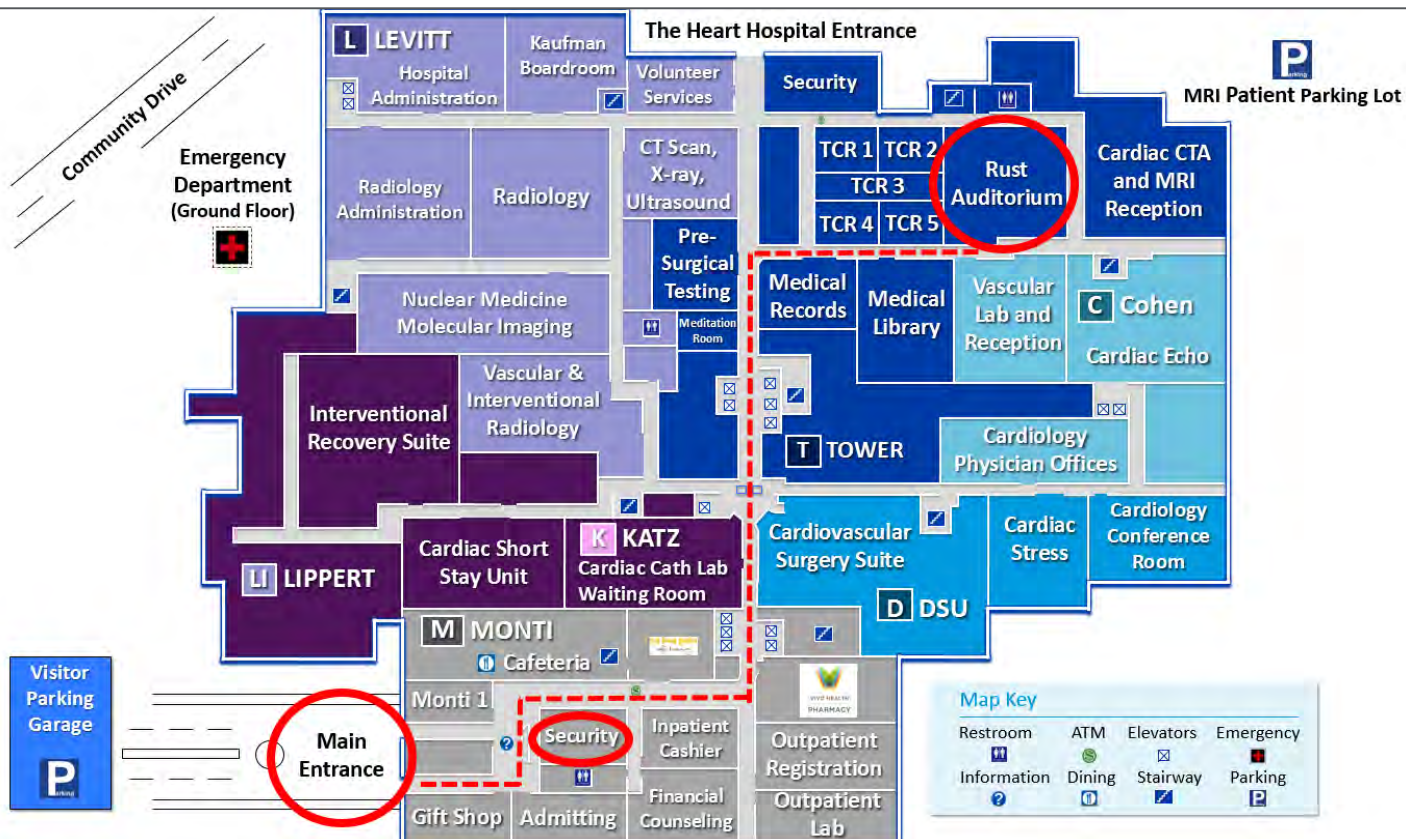 The Heart Hospital Entrance
L LEVITT
Hospital
Administration
Kaufman
Boardroom
Volunteer
Services
Security
P
Parking
MRI Patient Parking Lot
Community Drive
Emergency
Department
(Ground Floor)
Radiology
Administration
Radiology
CT Scan,
X-ray,
Ultrasound
TCR 1
TCR 2
TCR 3
TCR 4
TCR 5
Rust
Auditorium
Cardiac CTA
and MRI
Reception
Pre-
Surgical
Testing
Meditation
Room
Medical
Records
Medical
Library
Vascular
Lab and
Reception
C Cohen
Cardiac Echo
Nuclear Medicine
Molecular Imaging
Vascular &
Interventional
Radiology
Interventional
Recovery Suite
T TOWER
Cardiology
Physician Offices
LI LIPPERT
Cardiac Short
Stay Unit
K KATZ
Cardiac Cath Lab
Waiting Room
Cardiovascular
Surgery Suite
Cardiac
Stress
Cardiology
Conference
Room
D DSU
M MONTI
Cafeteria
Monti 1
Visitor
Parking
Garage
P
Parking
Main
Entrance
?
Security
Inpatient
Cashier
VIVO HEALTH
PHARMACY
Outpatient
Registration
Gift Shop
Admitting
Financial
Counseling
Outpatient
Lab
Map Key
Restroom
ATM
Elevators
Emergency
Information
Dining
Stairway
Parking
?
P